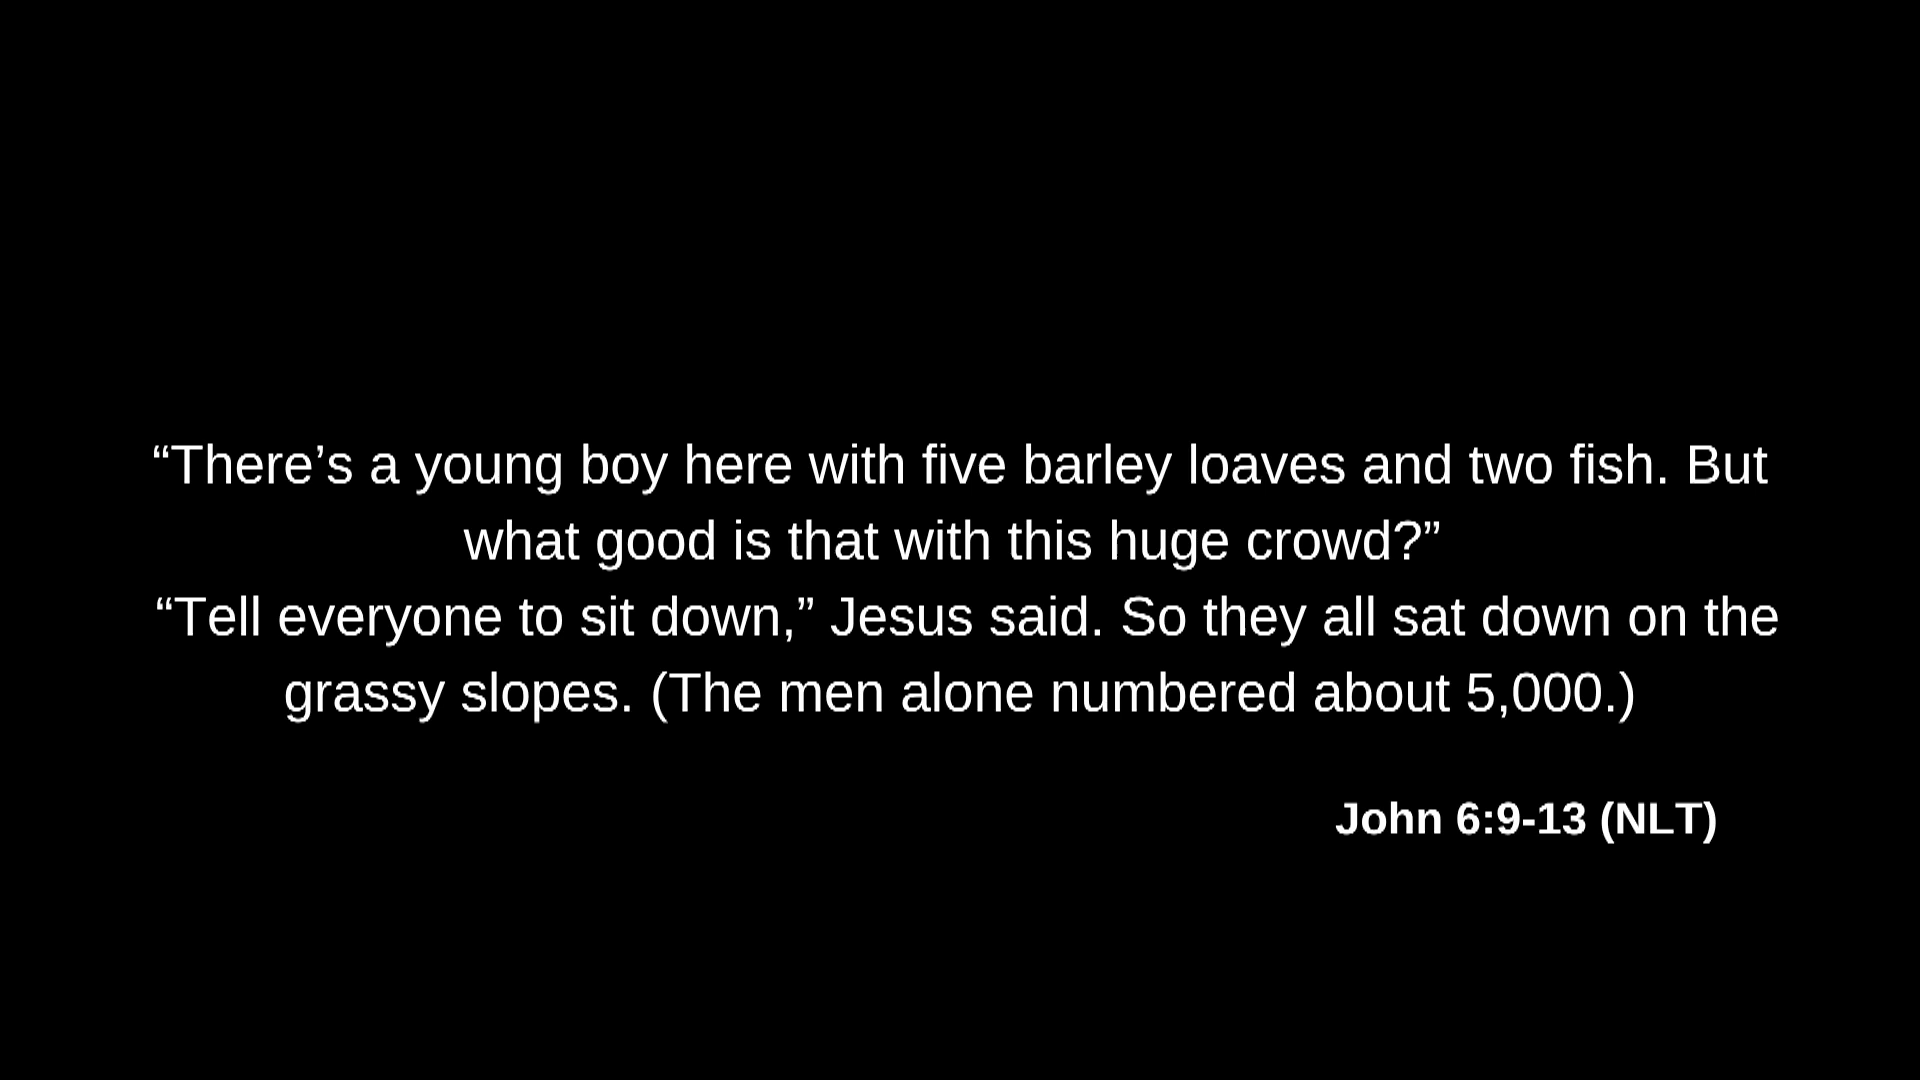 “There’s a young boy here with five barley loaves and two fish. But
what good is that with this huge crowd?”
“Tell everyone to sit down,” Jesus said. So they all sat down on the
grassy slopes. (The men alone numbered about 5,000.)
John 6:9-13 (NLT)